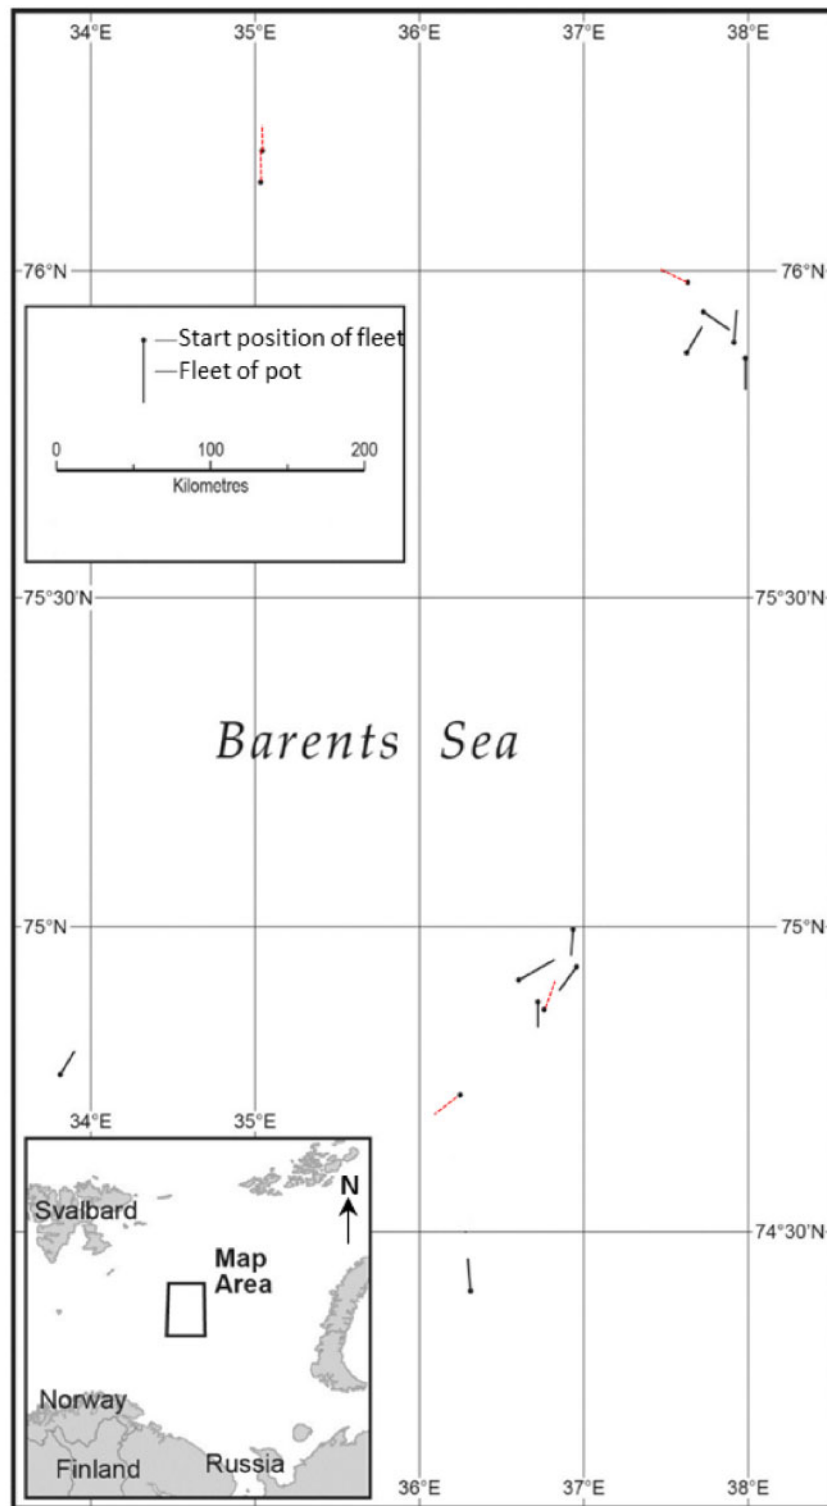 34°E 35°E 36°E 37°E 38°E
76°N 76°N
Start position of fleet
Fleet of pot
0 100 200
Kilometres
75°30'N 75°30'N
Barents Sea
75°N 75°N
34°E 35°E
N
Svalbard
74°30'N
Map
Area
Norway
Finland Russia
36°E 37°E 38°E